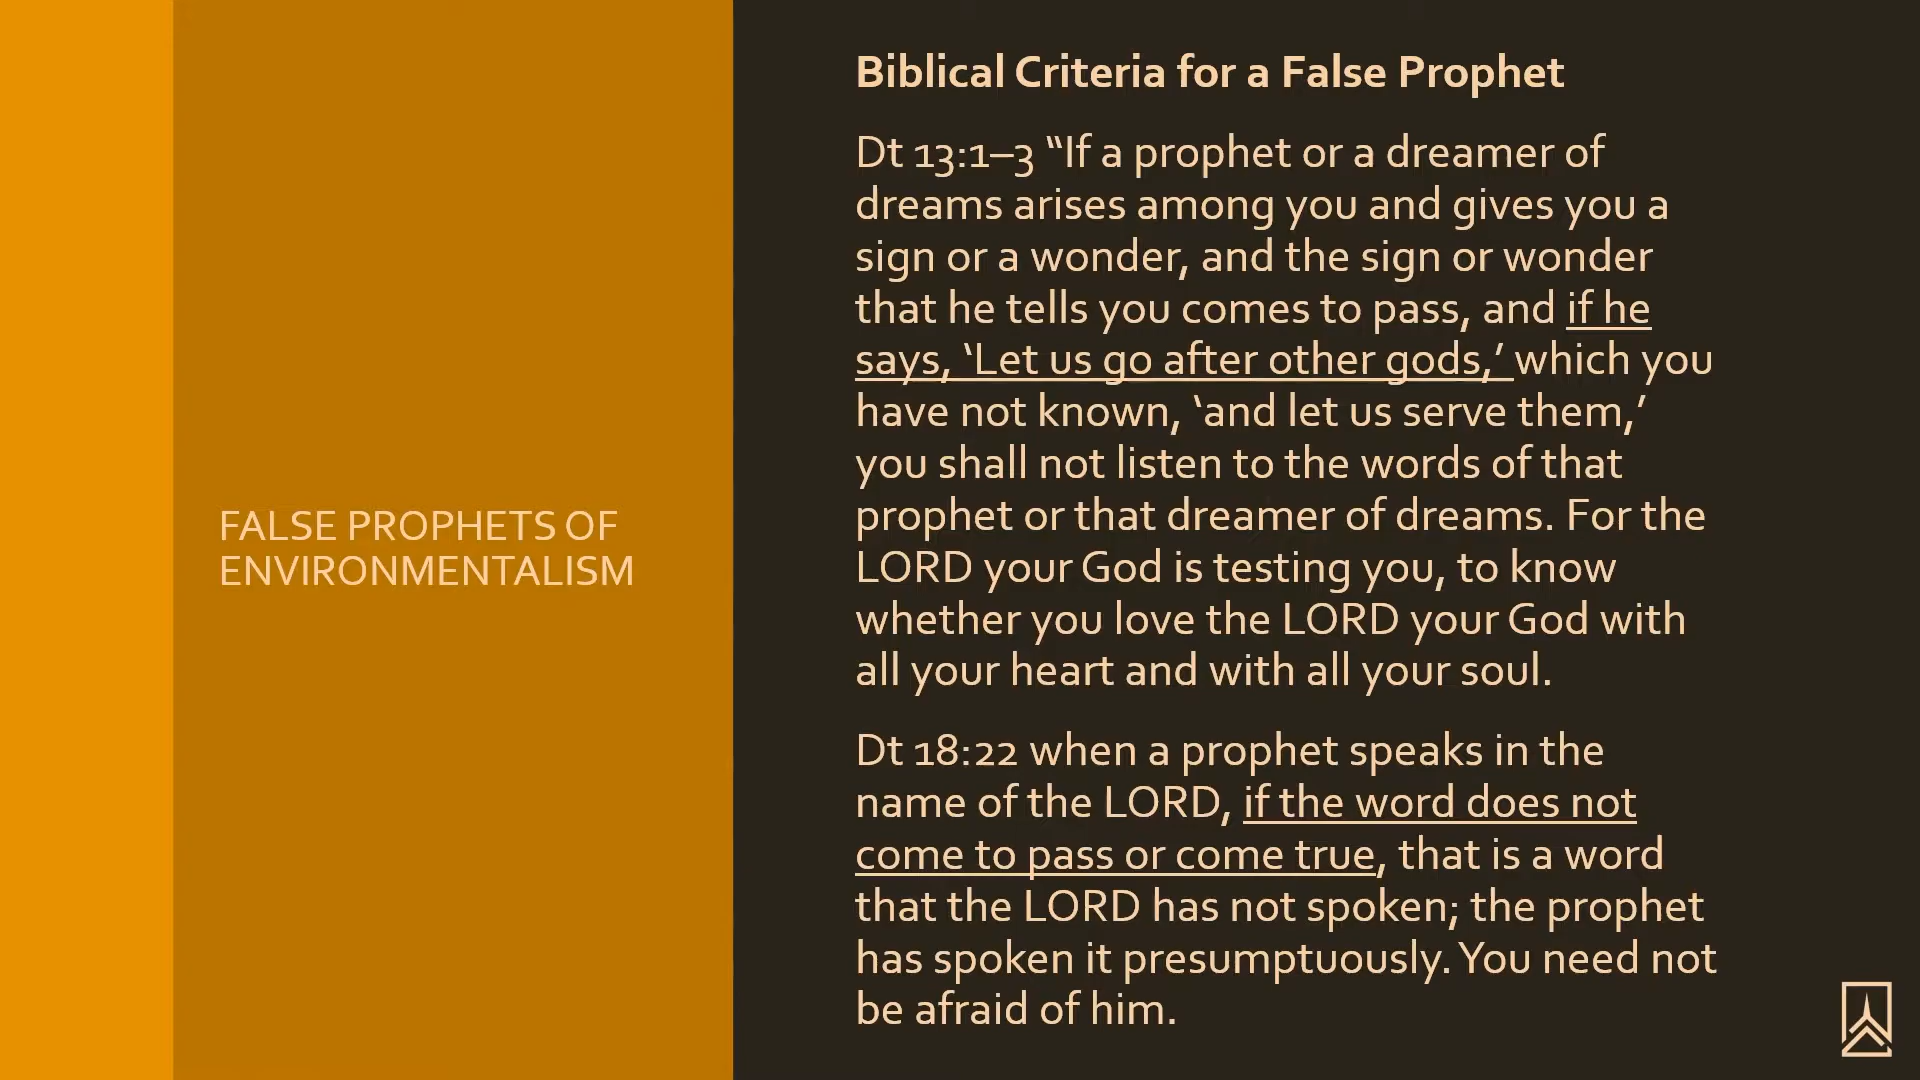 FALSE PROPHETS OF
ENVIRONMENTALISM
Biblical Criteria for a False Prophet
Dt 13:1–3 “If a prophet or a dreamer of
dreams arises among you and gives you a
sign or a wonder, and the sign or wonder
that he tells you comes to pass, and if he
says, ‘Let us go after other gods,’ which you
have not known, ‘and let us serve them,’
you shall not listen to the words of that
prophet or that dreamer of dreams. For the
LORD your God is testing you, to know
whether you love the LORD your God with
all your heart and with all your soul.
Dt 18:22 when a prophet speaks in the
name of the LORD, if the word does not
come to pass or come true, that is a word
that the LORD has not spoken; the prophet
has spoken it presumptuously. You need not
be afraid of him.